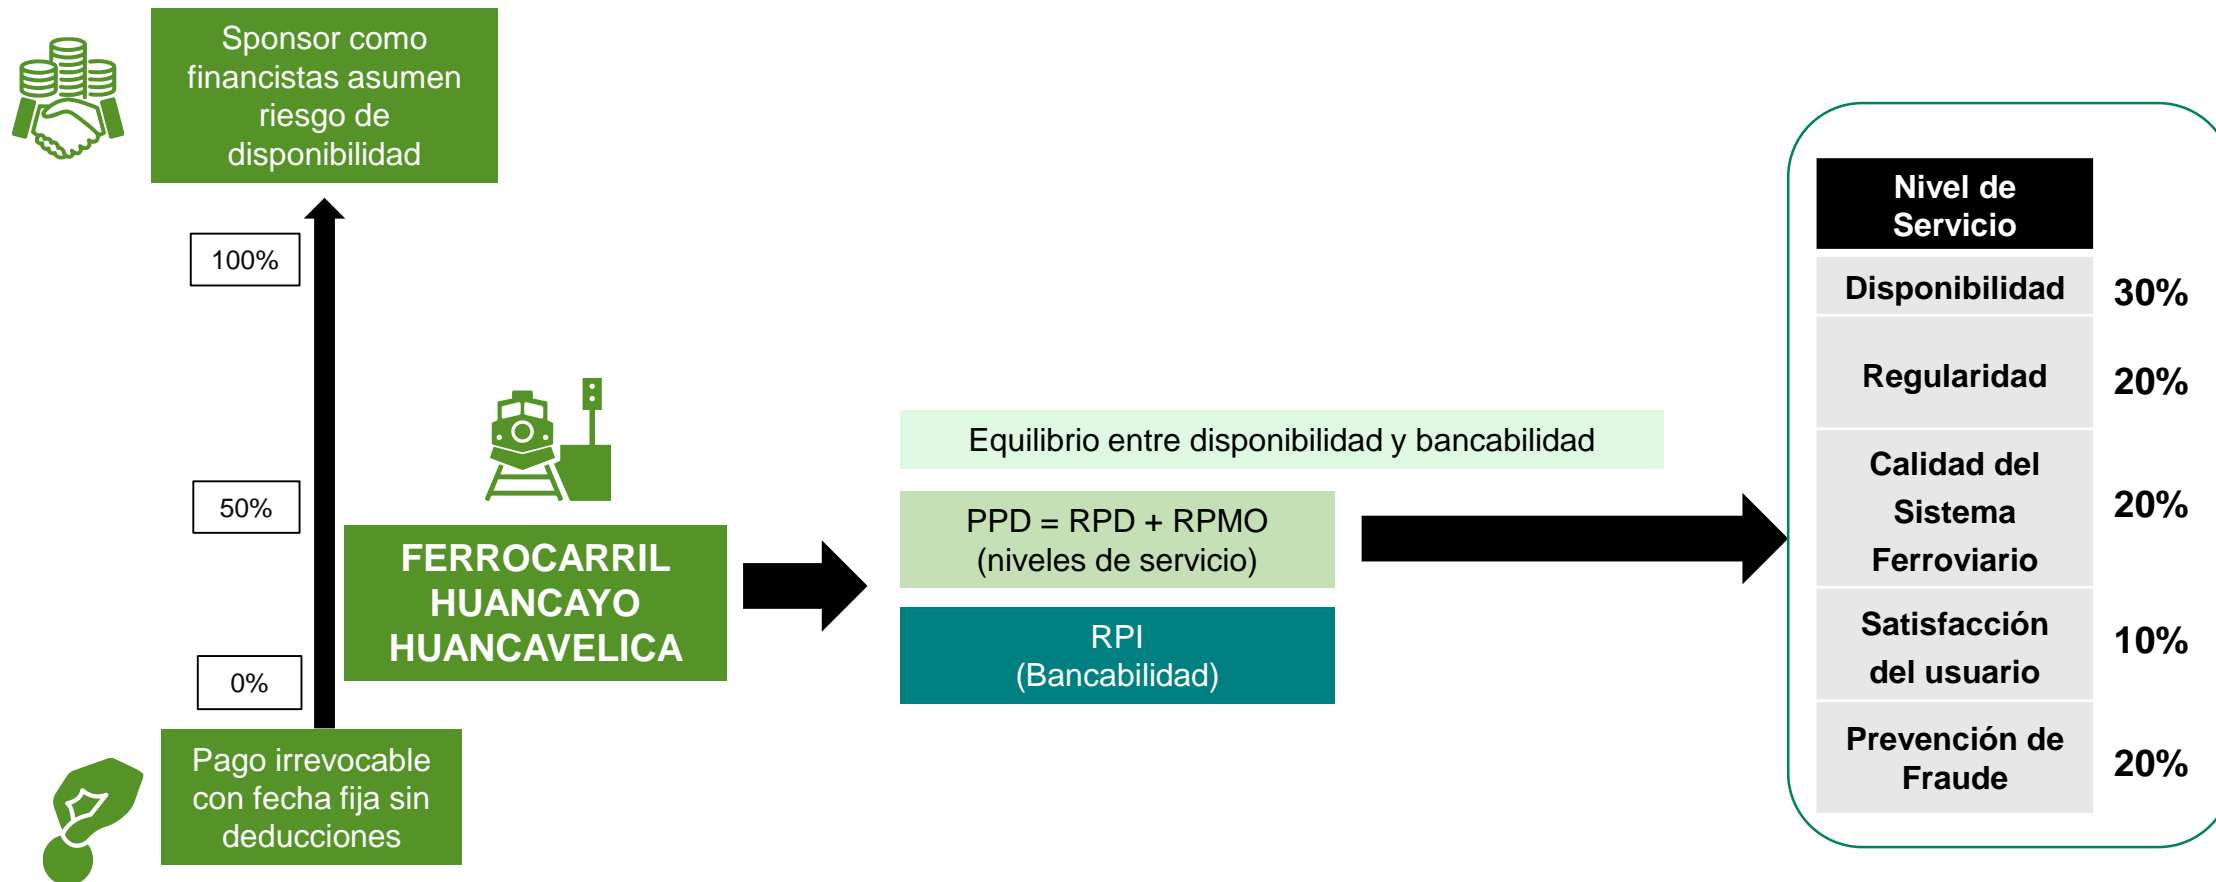 Sponsor como
financistas asumen
riesgo de
disponibilidad
100%
50%
0%
Pago irrevocable
con fecha fija sin
deducciones
FERROCARRIL
HUANCAYO
HUANCAVELICA
Equilibrio entre disponibilidad y bancabilidad
PPD = RPD + RPMO
(niveles de servicio)
RPI
(Bancabilidad)
Nivel de
Servicio
Disponibilidad
30%
Regularidad
20%
Calidad del
Sistema
Ferroviario
20%
Satisfacción
del usuario
10%
Prevención de
Fraude
20%